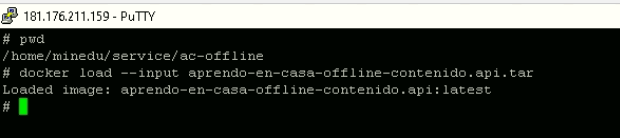 181.176.211.159 - PuTTY
# pwd
/home/minedu/service/ac-offline
# docker load --input aprendo-en-casa-offline-contenido.api.tar
Loaded image: aprendo-en-casa-offline-contenido.api:latest
#